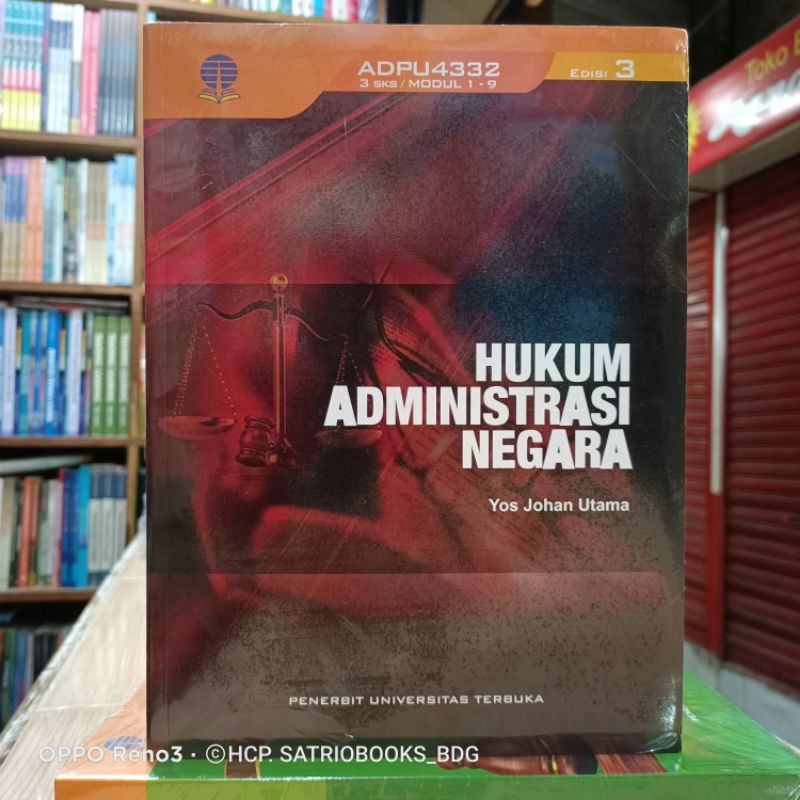 ADPU4332
3 SKS / MODUL 1 - 9
EDISI 3
Toko
HUKUM
ADMINISTRASI
NEGARA
Yos Johan Utama
PENERBIT UNIVERSITAS TERBUKA
OPPO Reno3 · ©HCP. SATRIOBOOKS_BDG